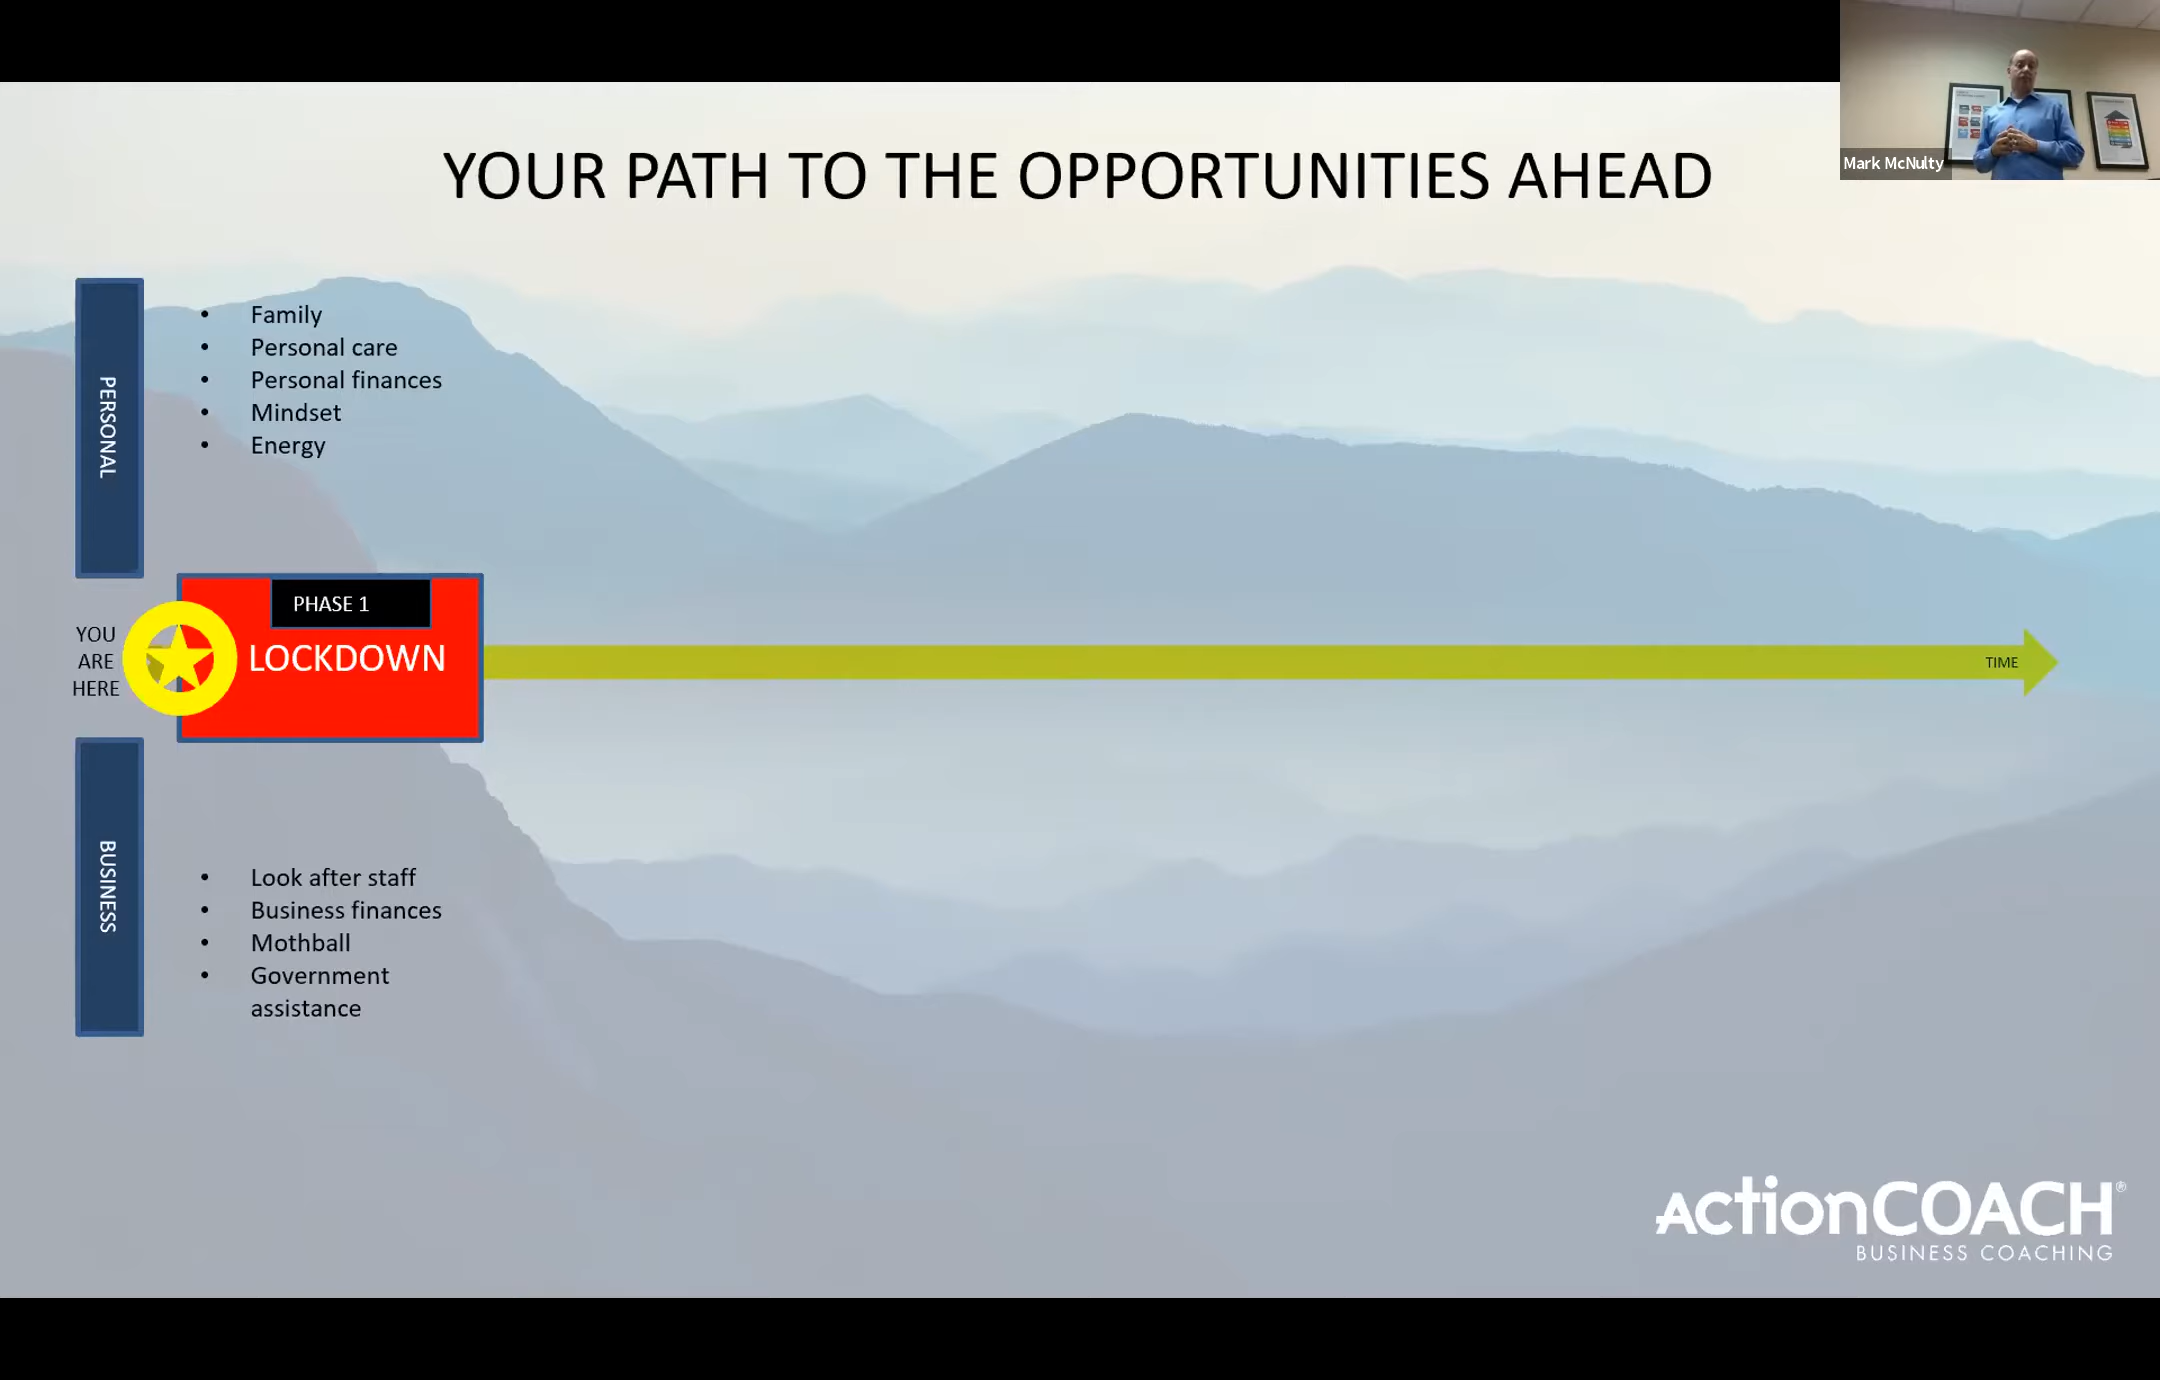 Mark McNulty
YOUR PATH TO THE OPPORTUNITIES AHEAD
PERSONAL
• Family
• Personal care
• Personal finances
• Mindset
• Energy
YOU
ARE
HERE
PHASE 1
LOCKDOWN
TIME
BUSINESS
• Look after staff
• Business finances
• Mothball
• Government
assistance
actionCOACH®
BUSINESS COACHING